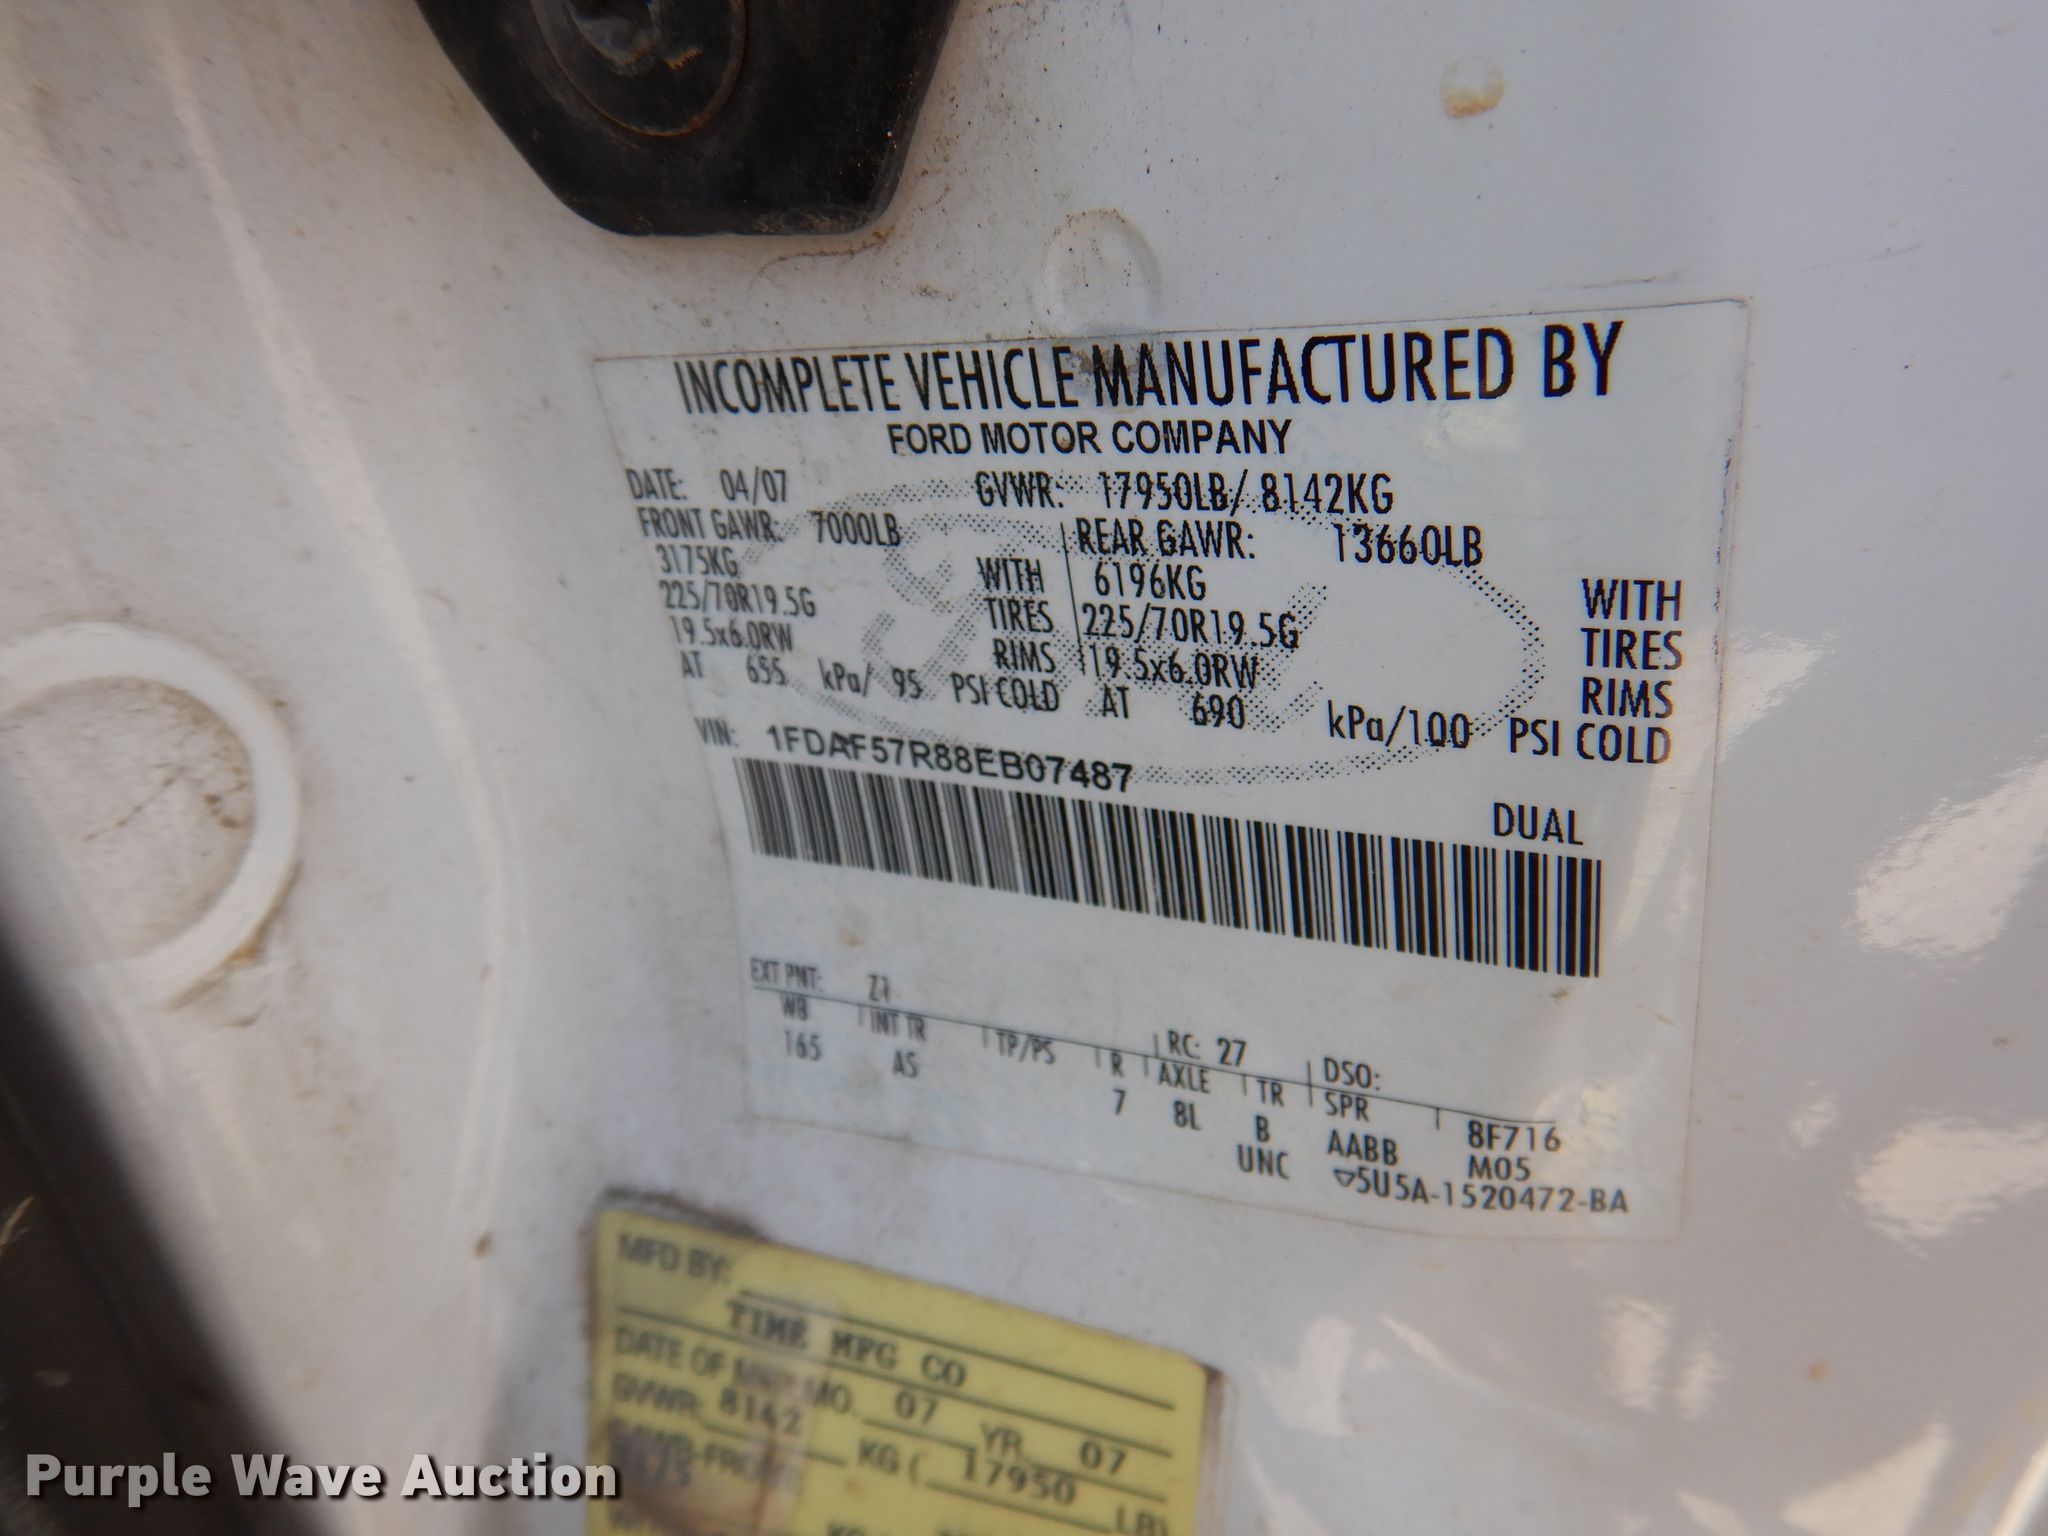 INCOMPLETE VEHICLE MANUFACTURED BY
FORD MOTOR COMPANY
DATE: 04/07 GVWR: 17950LB/ 8142KG
FRONT GAWR: 7000LB REAR GAWR: 13660LB
3175KG WITH 6196KG WITH
225/70R19.5G TIRES 225/70R19.5G TIRES
19.5x6.0RW RIMS 19.5x6.0RW RIMS
AT 655 kPa/ 95 PSI COLD AT 690 kPa/100 PSI COLD
VIN: 1FDAF57R88EB07487
DUAL
EXT PNT: Z1 RC: 27 DSO:
WB INT TR TP/PS R AXLE TR SPR 8F716
165 AS 7 8L B AABB M05
UNC ▽5U5A-1520472-BA
MFD BY:
TIME MFG CO
DATE OF MO. 07 YR. 07
GVWR: 8142 KG ( 17950 LB)
Purple Wave Auction